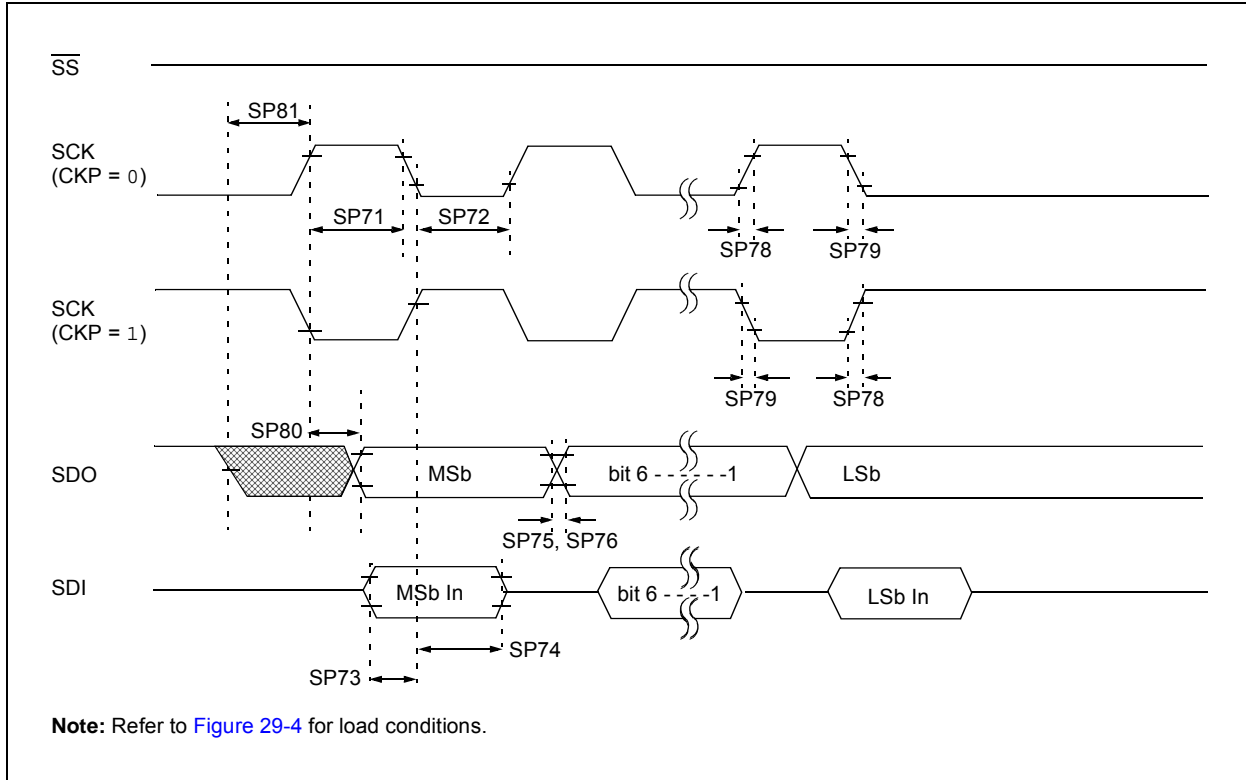 SS
SP81
SCK
(CKP = 0)
SP71
SP72
SP78
SP79
SCK
(CKP = 1)
SP79
SP78
SP80
SDO
MSb
bit 6 - - - - - -1
LSb
SP75, SP76
SDI
MSb In
bit 6 - - - - -1
LSb In
SP74
SP73
Note: Refer to Figure 29-4 for load conditions.